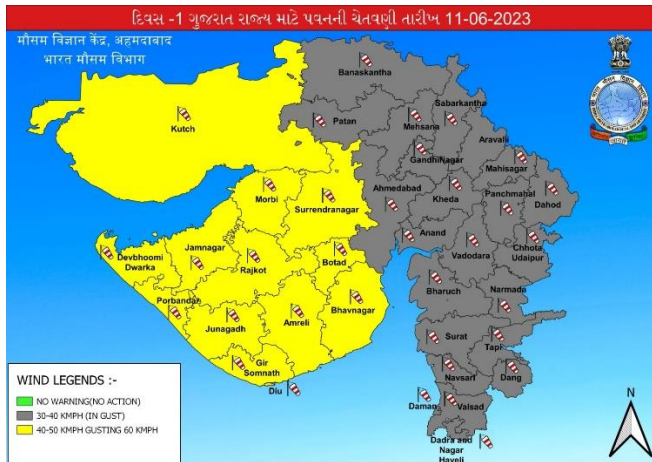 દિવસ -1 ગુજરાત રાજ્ય માટે પવનની ચેતવણી તારીખ 11-06-2023
मौसम विज्ञान केंद्र, अहमदाबाद
भारत मौसम विभाग
Banaskantha
Kutch
Patan
Sabarkantha
Mehsana
Aravalli
GandhiNagar
Mahisagar
Morbi
Surrendranagar
Ahmedabad
Kheda
Panchmahal
Dahod
Devbhoomi
Dwarka
Jamnagar
Rajkot
Botad
Anand
Vadodara
Chhota
Udaipur
Porbandar
Junagadh
Amreli
Bhavnagar
Bharuch
Narmada
Gir
Somnath
Surat
Tapi
Diu
Navsari
Dang
Daman
Valsad
Dadra and
Nagar
Haveli
WIND LEGENDS :-
NO WARNING(NO ACTION)
30-40 KMPH (IN GUST)
40-50 KMPH GUSTING 60 KMPH
N